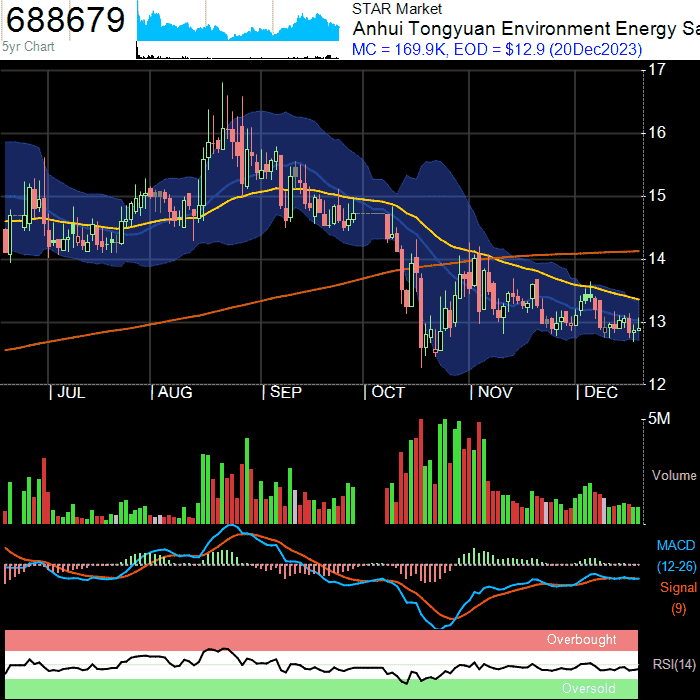 688679
5yr Chart
STAR Market
Anhui Tongyuan Environment Energy Sa
MC = 169.9K, EOD = $12.9 (20Dec2023)
17
16
15
14
13
12
| JUL | AUG | SEP | OCT | NOV | DEC
5M
Volume
MACD
(12-26)
Signal
(9)
Overbought
RSI(14)
Oversold